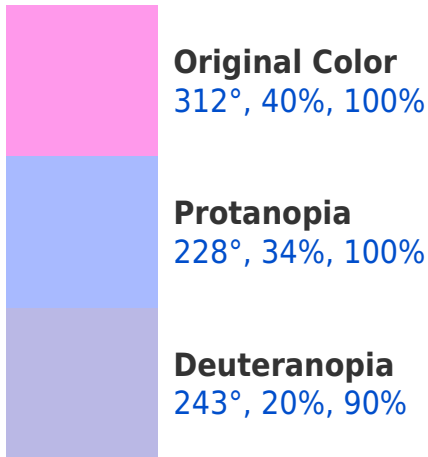 Original Color
312°, 40%, 100%
Protanopia
228°, 34%, 100%
Deuteranopia
243°, 20%, 90%